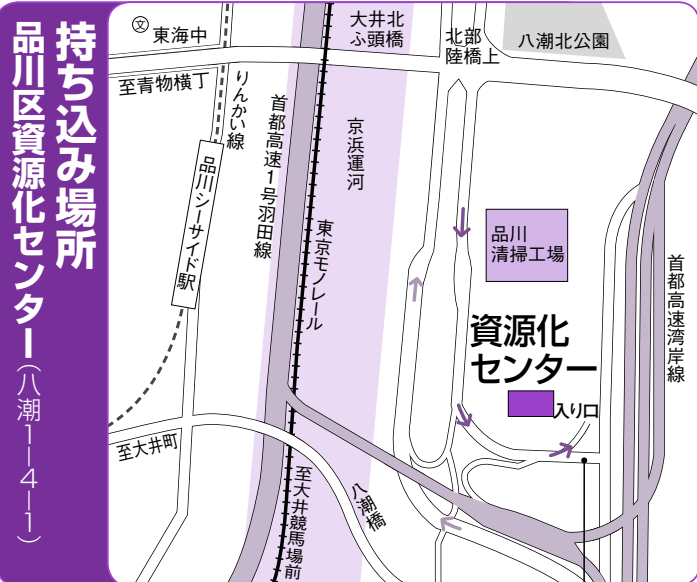 持ち込み場所
品川区資源化センター(八潮1―4―1)
文
東海中
大井北
ふ頭橋
北部
陸橋上
八潮北公園
至青物横丁
りんかい線
首都高速1号羽田線
京浜運河
品川シーサイド駅
東京モノレール
品川
清掃工場
首都高速湾岸線
資源化
センター
入り口
至大井町
至大井競馬場前
八潮橋